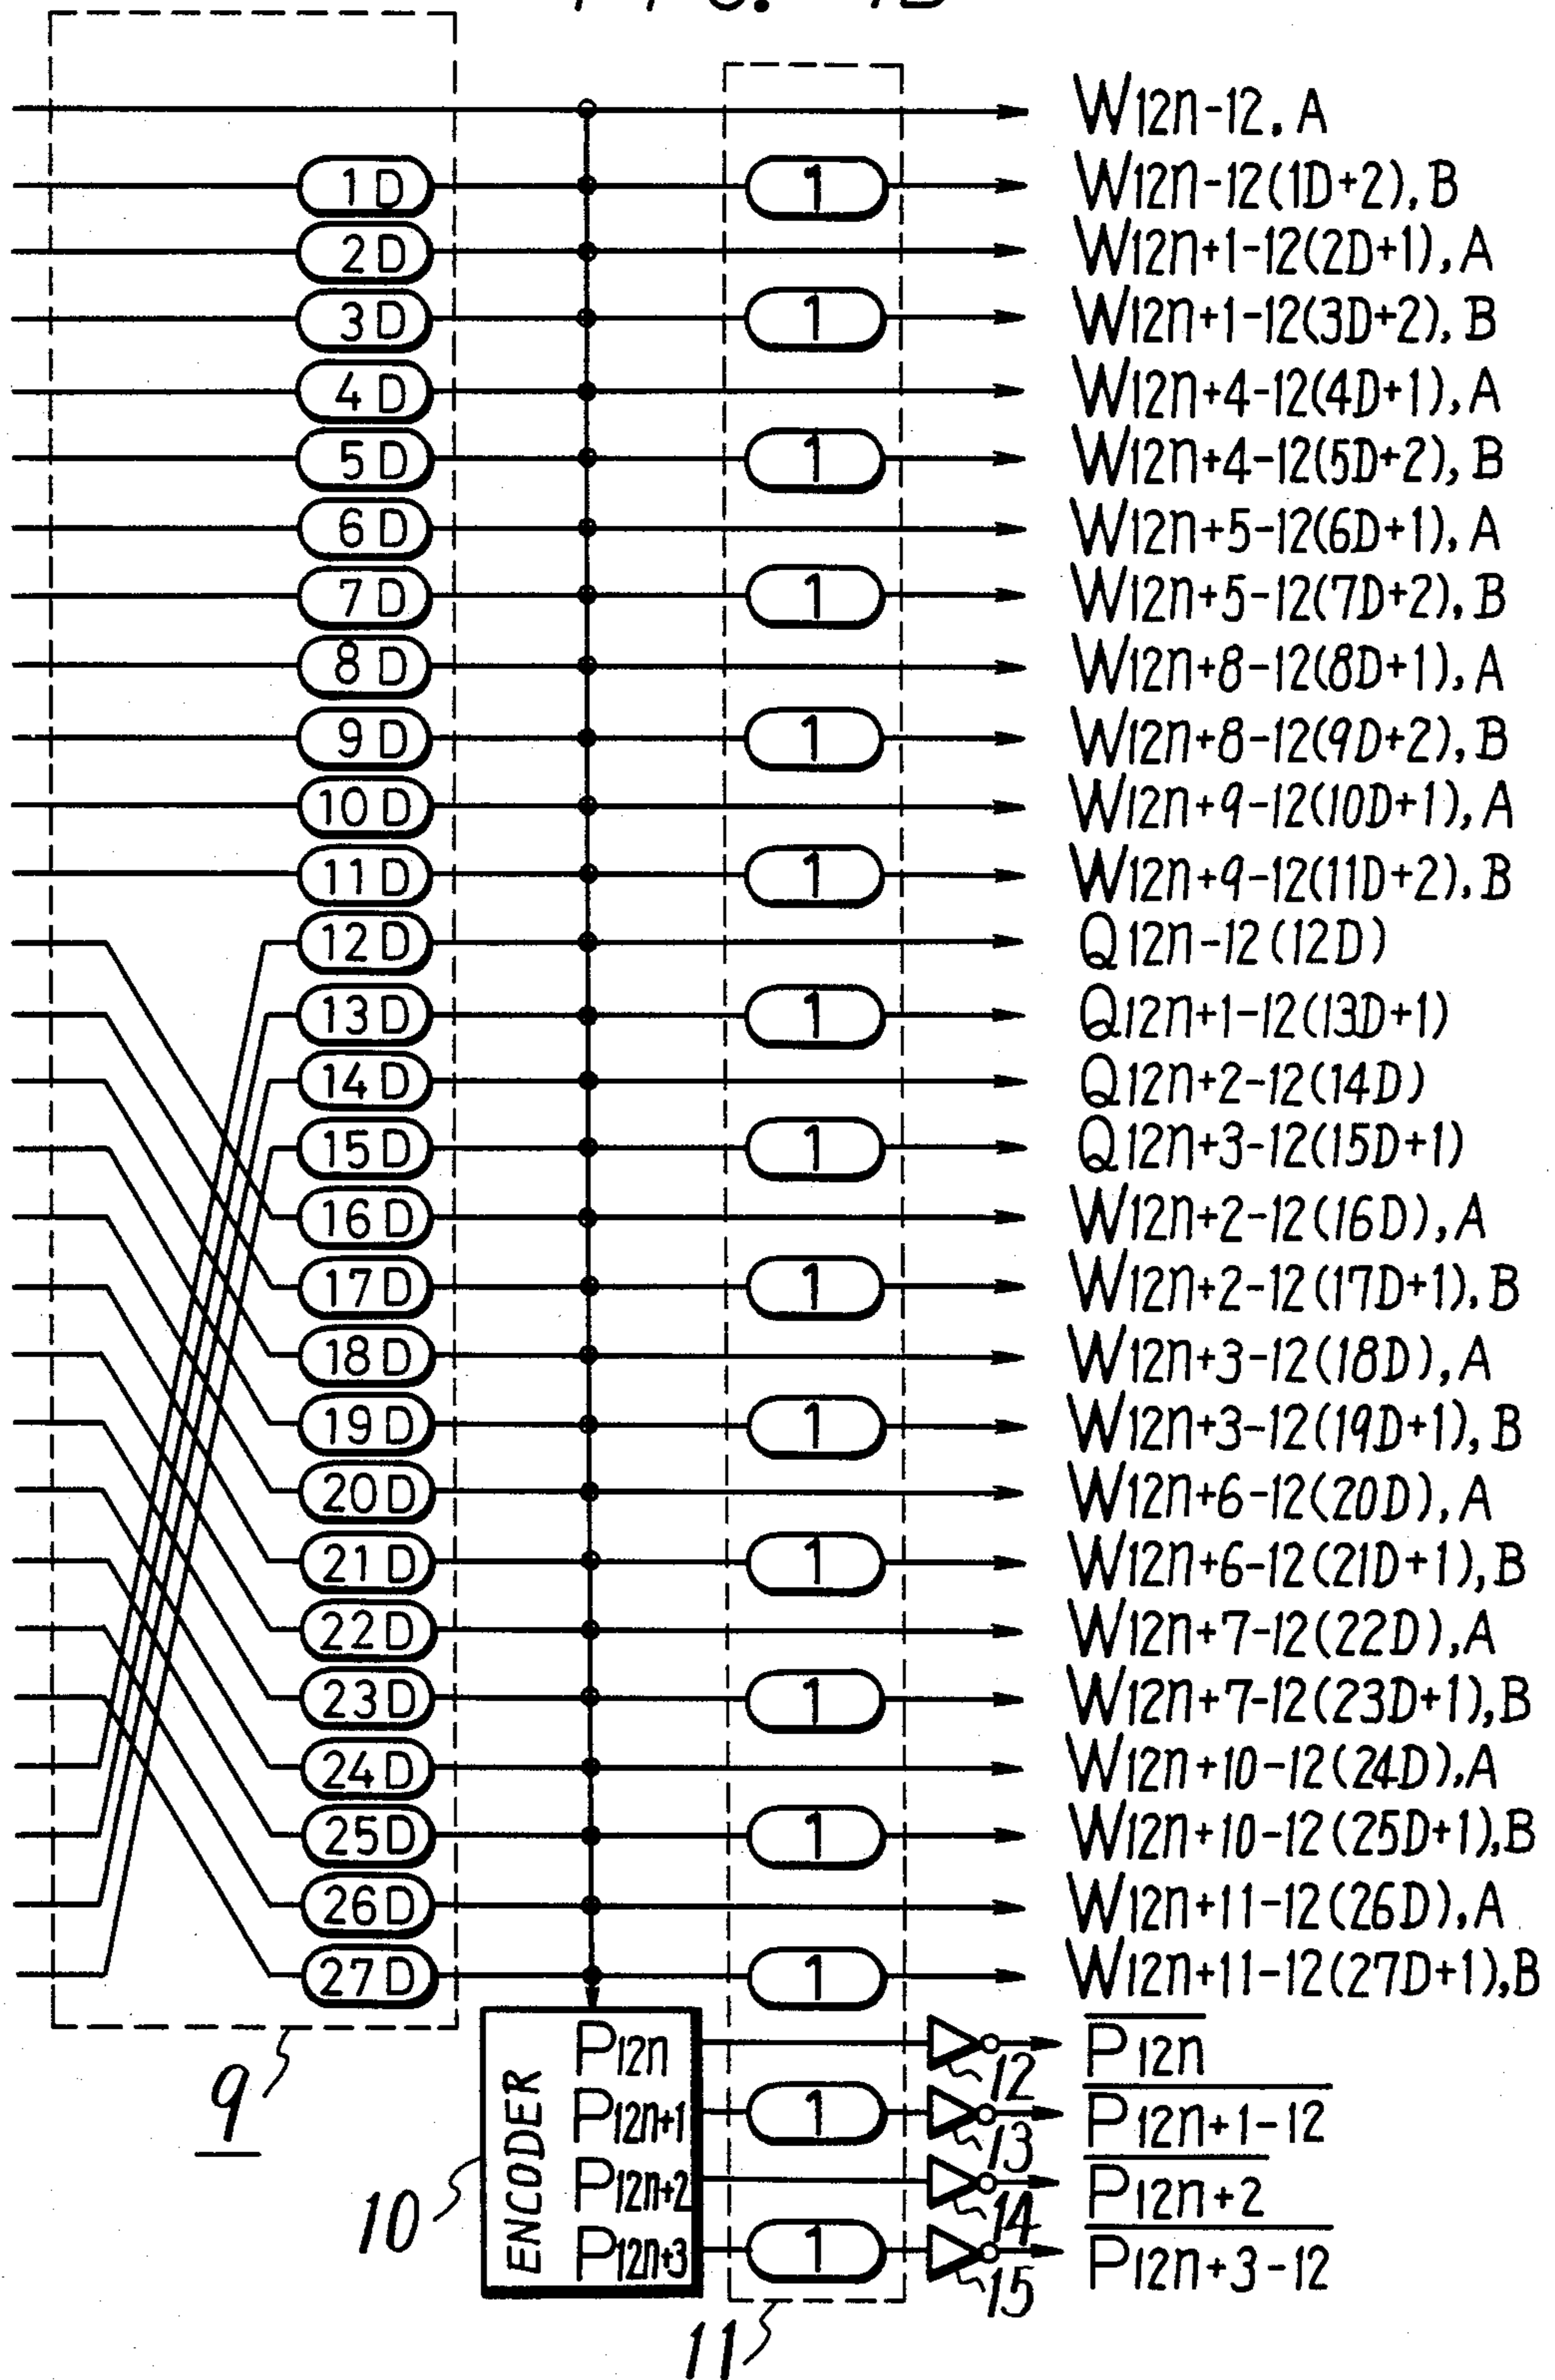 FIG. 1B
W12n-12, A
1D 1 W12n-12(1D+2), B
2D W12n+1-12(2D+1), A
3D 1 W12n+1-12(3D+2), B
4D W12n+4-12(4D+1), A
5D 1 W12n+4-12(5D+2), B
6D W12n+5-12(6D+1), A
7D 1 W12n+5-12(7D+2), B
8D W12n+8-12(8D+1), A
9D 1 W12n+8-12(9D+2), B
10D W12n+9-12(10D+1), A
11D 1 W12n+9-12(11D+2), B
12D Q12n-12(12D)
13D 1 Q12n+1-12(13D+1)
14D Q12n+2-12(14D)
15D 1 Q12n+3-12(15D+1)
16D W12n+2-12(16D), A
17D 1 W12n+2-12(17D+1), B
18D W12n+3-12(18D), A
19D 1 W12n+3-12(19D+1), B
20D W12n+6-12(20D), A
21D 1 W12n+6-12(21D+1), B
22D W12n+7-12(22D), A
23D 1 W12n+7-12(23D+1), B
24D W12n+10-12(24D), A
25D 1 W12n+10-12(25D+1), B
26D W12n+11-12(26D), A
27D 1 W12n+11-12(27D+1), B
9
10
ENCODER
P12n 12 P12n
P12n+1 1 13 P12n+1-12
P12n+2 14 P12n+2
P12n+3 1 15 P12n+3-12
11